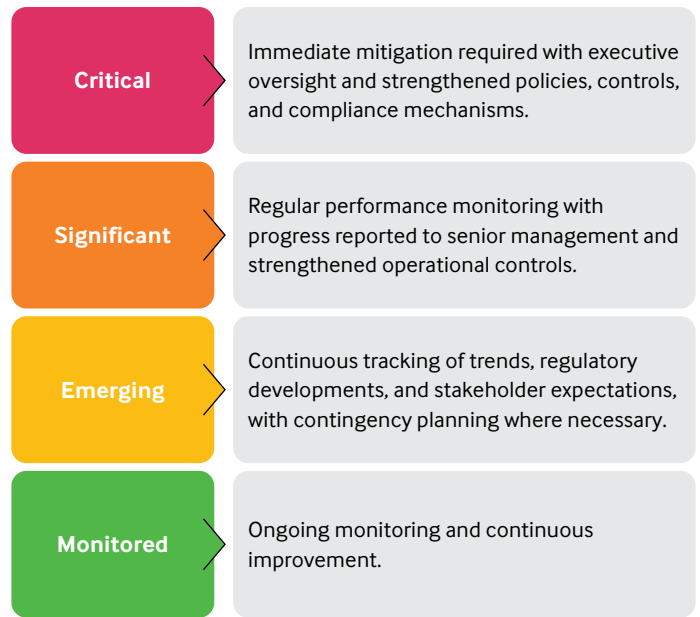 Critical
Immediate mitigation required with executive
oversight and strengthened policies, controls,
and compliance mechanisms.
Significant
Regular performance monitoring with
progress reported to senior management and
strengthened operational controls.
Emerging
Continuous tracking of trends, regulatory
developments, and stakeholder expectations,
with contingency planning where necessary.
Monitored
Ongoing monitoring and continuous
improvement.